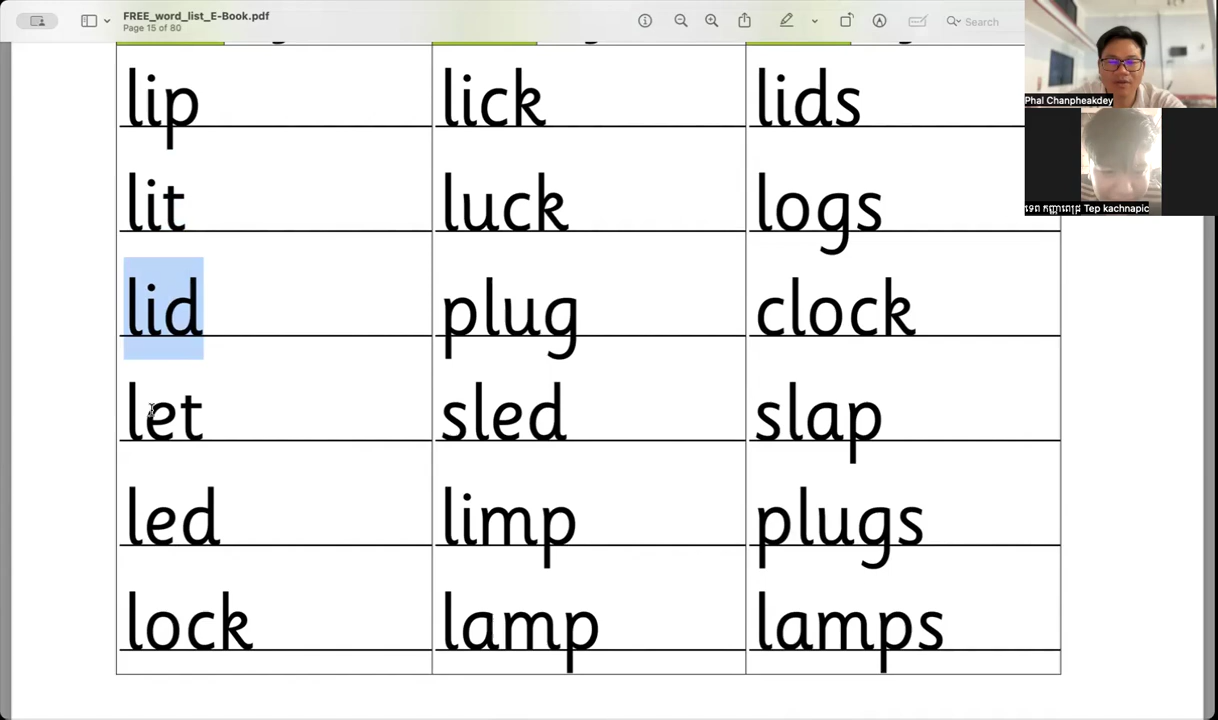 FREE_word_list_E-Book.pdf
Page 15 of 80
Search
Phal Chanpheakdey
Tep kachnapic
lip lick lids
lit luck logs
lid plug clock
let sled slap
led limp plugs
lock lamp lamps